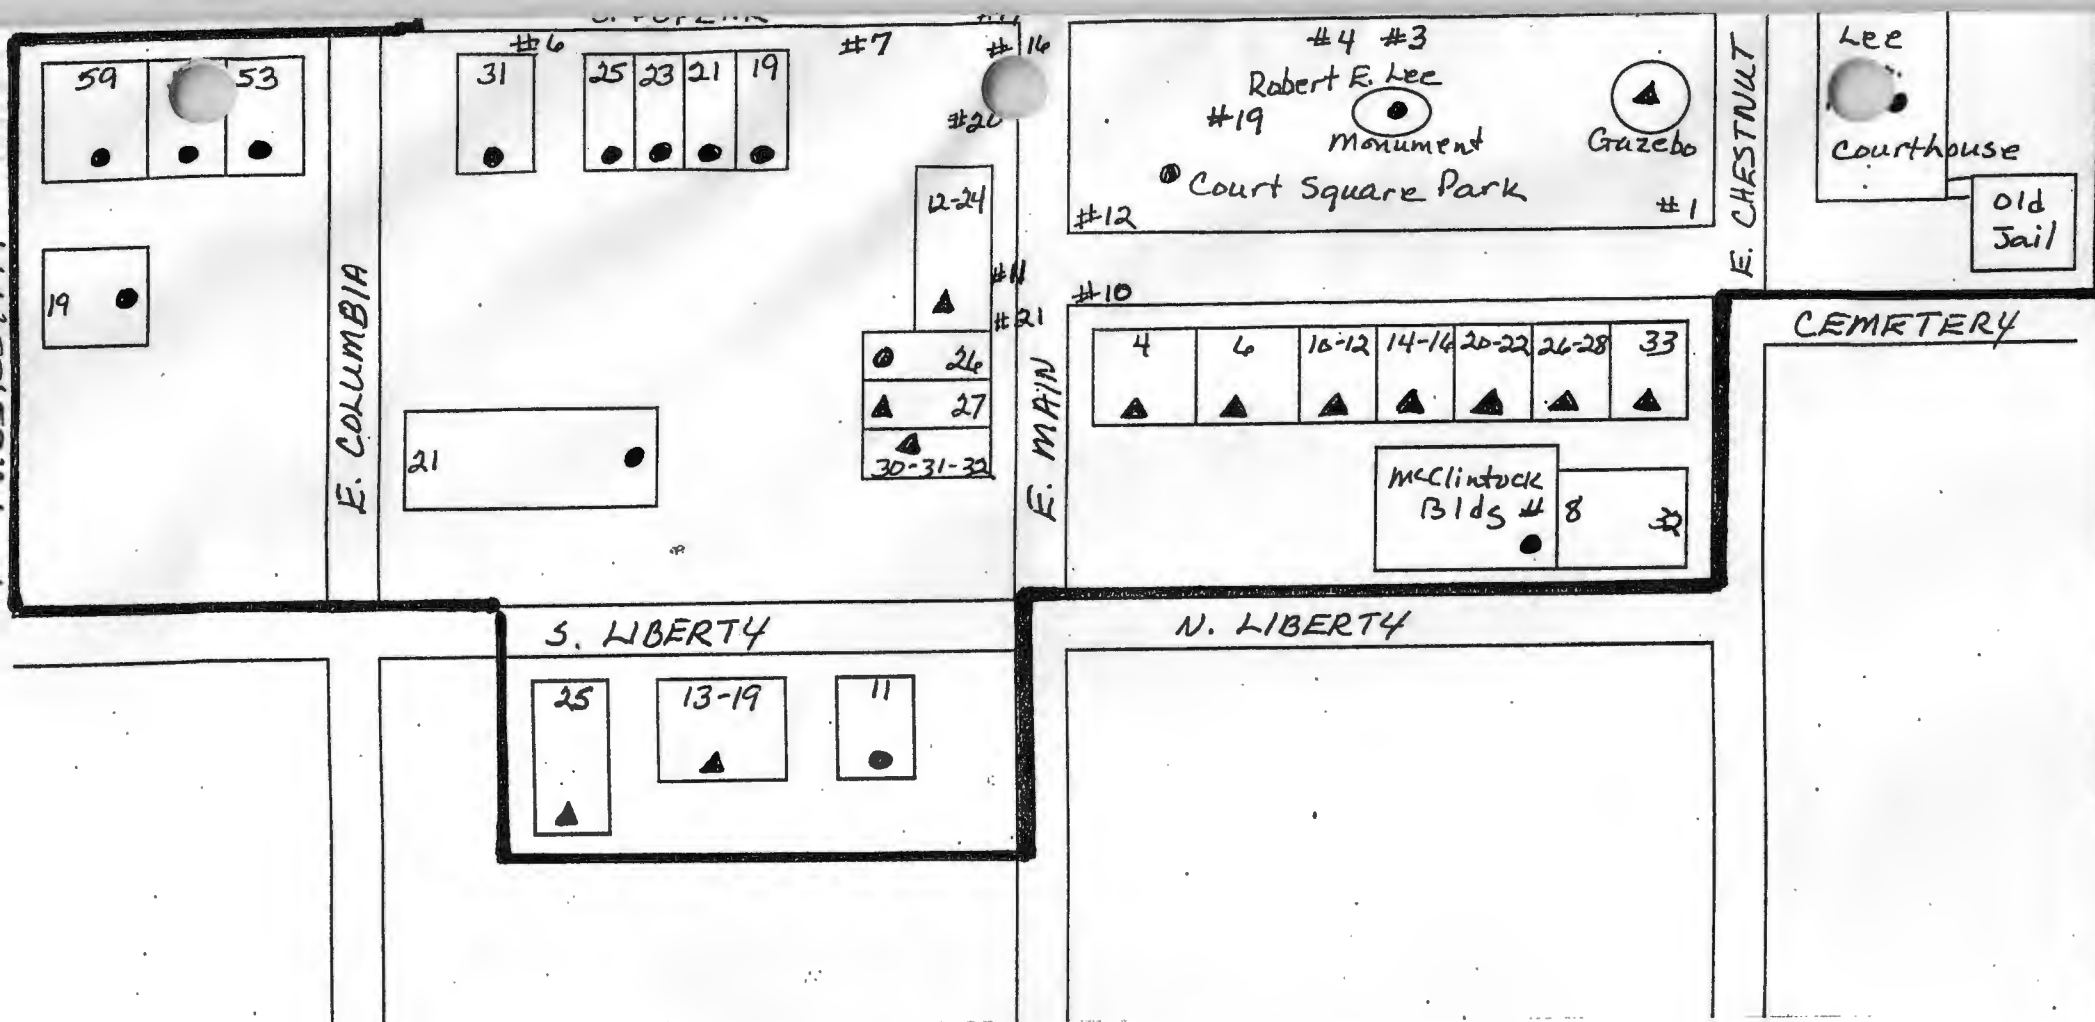 #6
#7
#16
#4 #3
Lee
59
53
31
25
23
21
19
Robert E. Lee
#20
#19
Monument
Gazebo
Courthouse
Court Square Park
12-24
#12
#1
Old
Jail
E. CHESTNUT
19
#11
#10
#21
CEMETERY
E. COLUMBIA
26
27
30-31-32
E. MAIN
4
6
10-12
14-16
20-22
26-28
33
21
McClintock
Bldg #
8
32
S. LIBERTY
N. LIBERTY
25
13-19
11